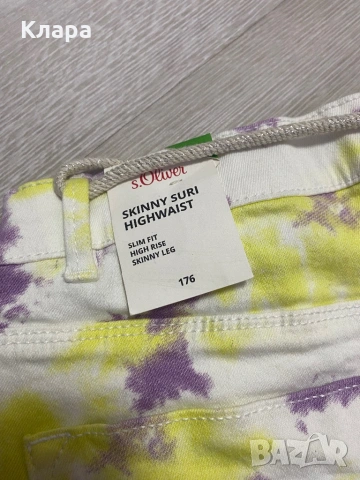 Клара
s.Oliver
SKINNY SURI
HIGHWAIST
SLIM FIT
HIGH RISE
SKINNY LEG
176
BAZAR